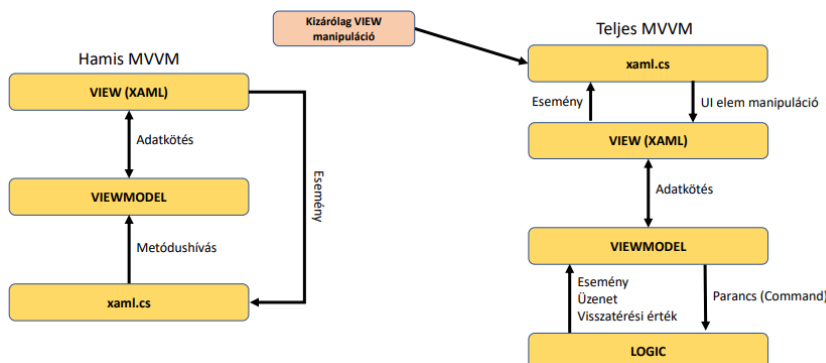 Hamis MVVM
VIEW (XAML)
Adatkötés
VIEWMODEL
Metódushívás
xaml.cs
Esemény
Kizárólag VIEW
manipuláció
Teljes MVVM
xaml.cs
Esemény
UI elem manipuláció
VIEW (XAML)
Adatkötés
VIEWMODEL
Esemény
Üzenet
Visszatérési érték
Parancs (Command)
LOGIC